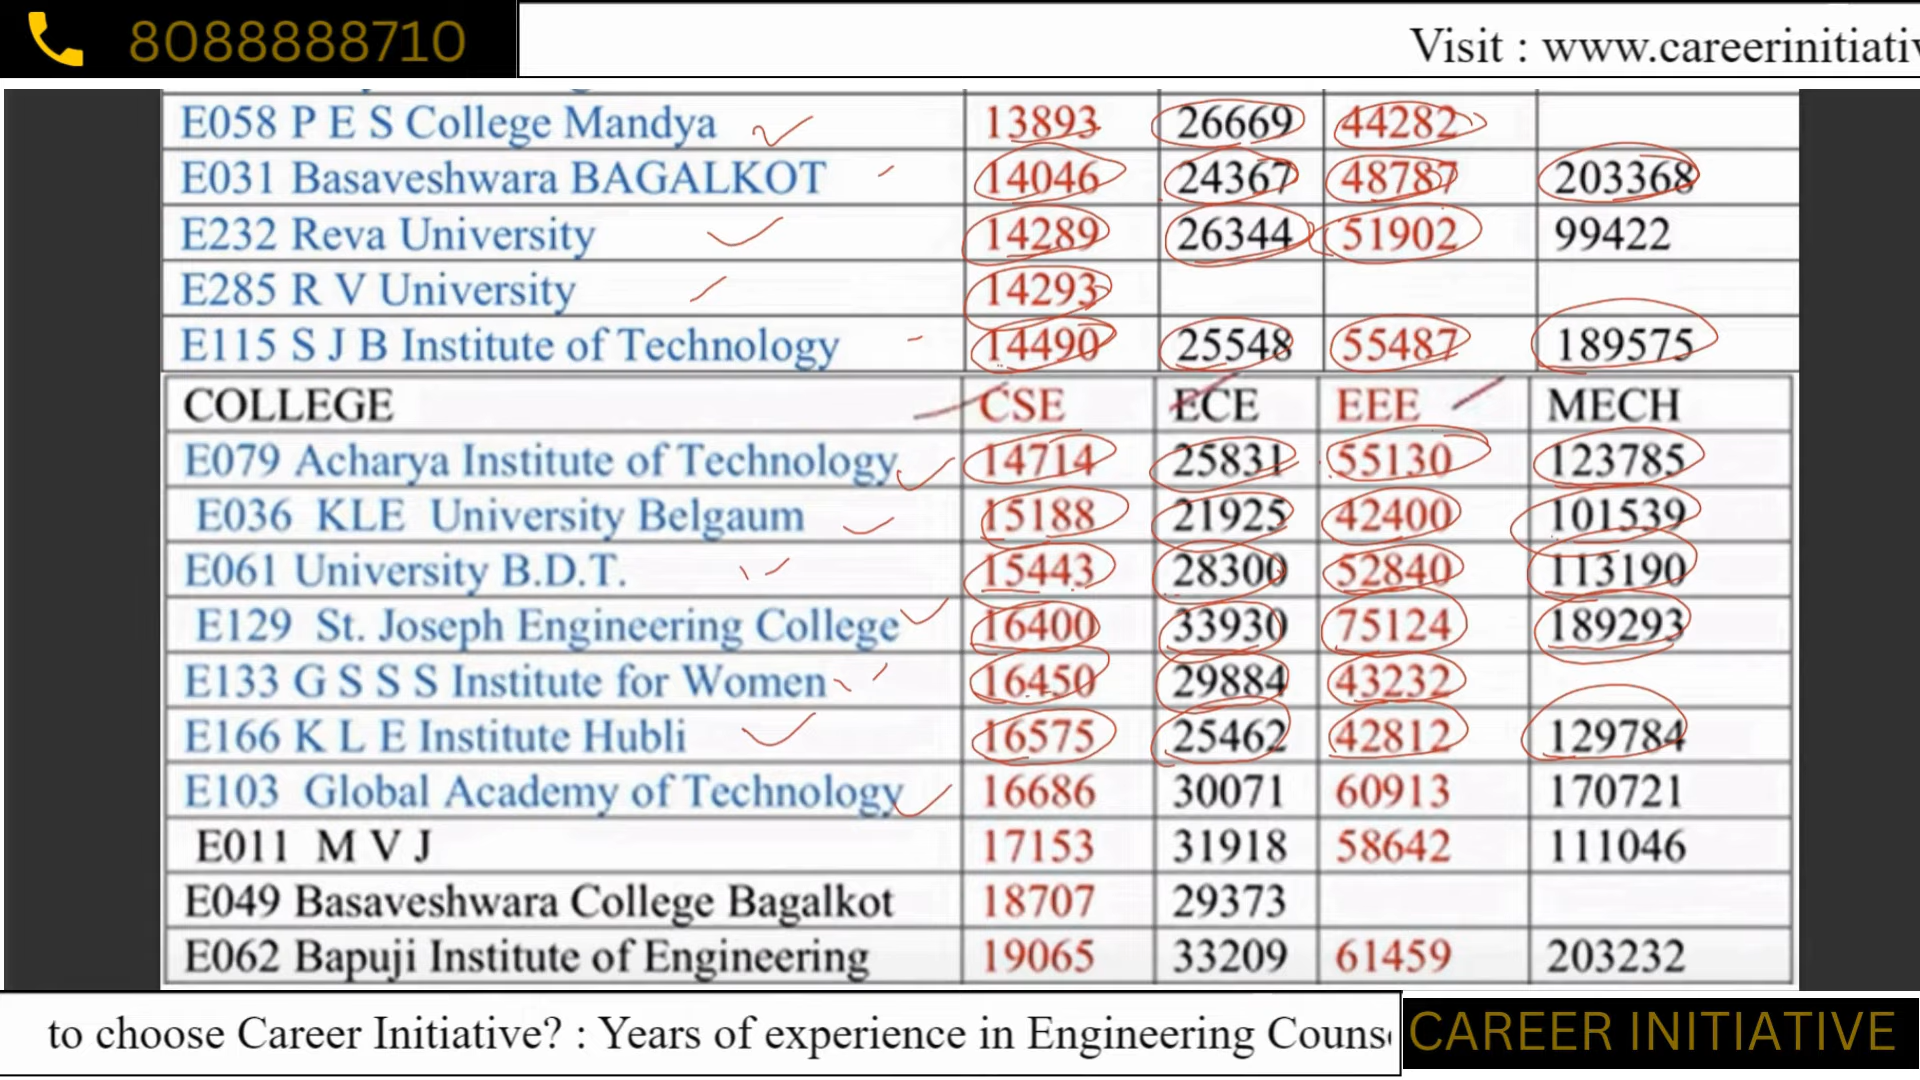 8088888710
Visit : www.careerinitiativ
E058 P E S College Mandya 13893 26669 44282
E031 Basaveshwara BAGALKOT 14046 24367 48787 203368
E232 Reva University 14289 26344 51902 99422
E285 R V University 14293
E115 S J B Institute of Technology 14490 25548 55487 189575
COLLEGE CSE ECE EEE MECH
E079 Acharya Institute of Technology 14714 25831 55130 123785
E036 KLE University Belgaum 15188 21925 42400 101539
E061 University B.D.T. 15443 28300 52840 113190
E129 St. Joseph Engineering College 16400 33930 75124 189293
E133 G S S S Institute for Women 16450 29884 43232
E166 K L E Institute Hubli 16575 25462 42812 129784
E103 Global Academy of Technology 16686 30071 60913 170721
E011 M V J 17153 31918 58642 111046
E049 Basaveshwara College Bagalkot 18707 29373
E062 Bapuji Institute of Engineering 19065 33209 61459 203232
to choose Career Initiative? : Years of experience in Engineering Couns
CAREER INITIATIVE